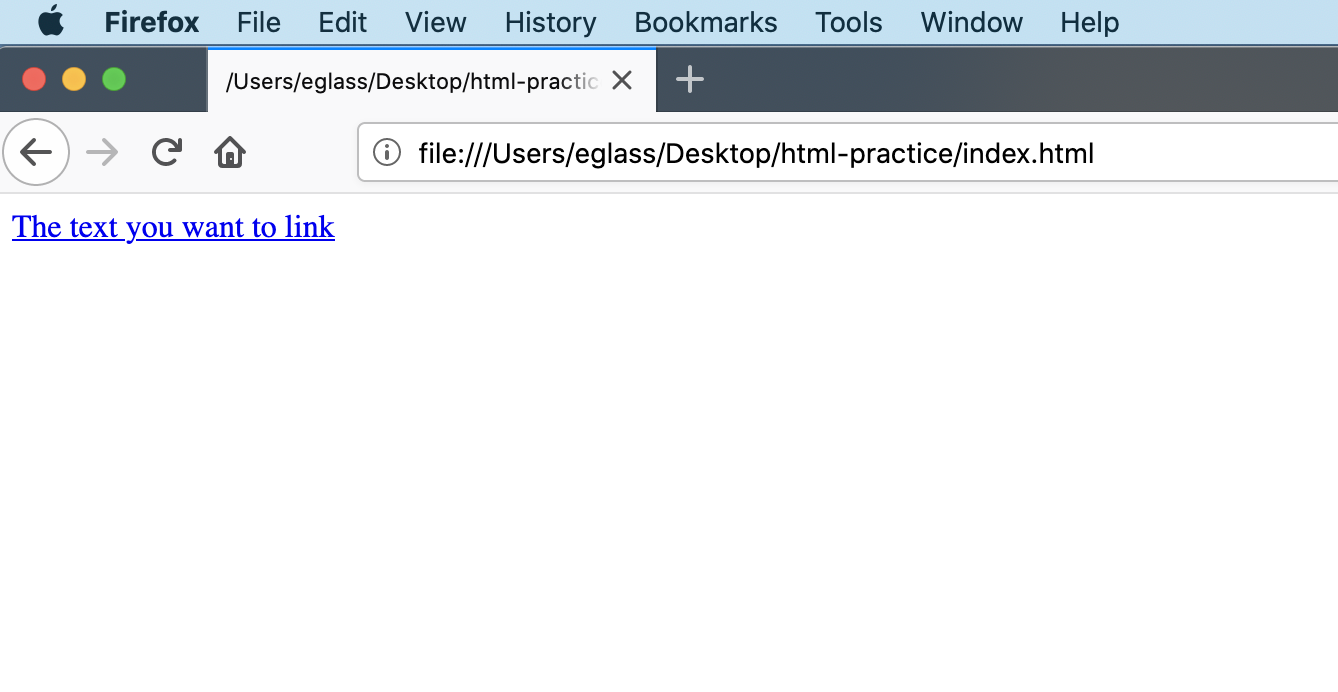 Firefox File Edit View History Bookmarks Tools Window Help
/Users/eglass/Desktop/html-practic
file:///Users/eglass/Desktop/html-practice/index.html
The text you want to link